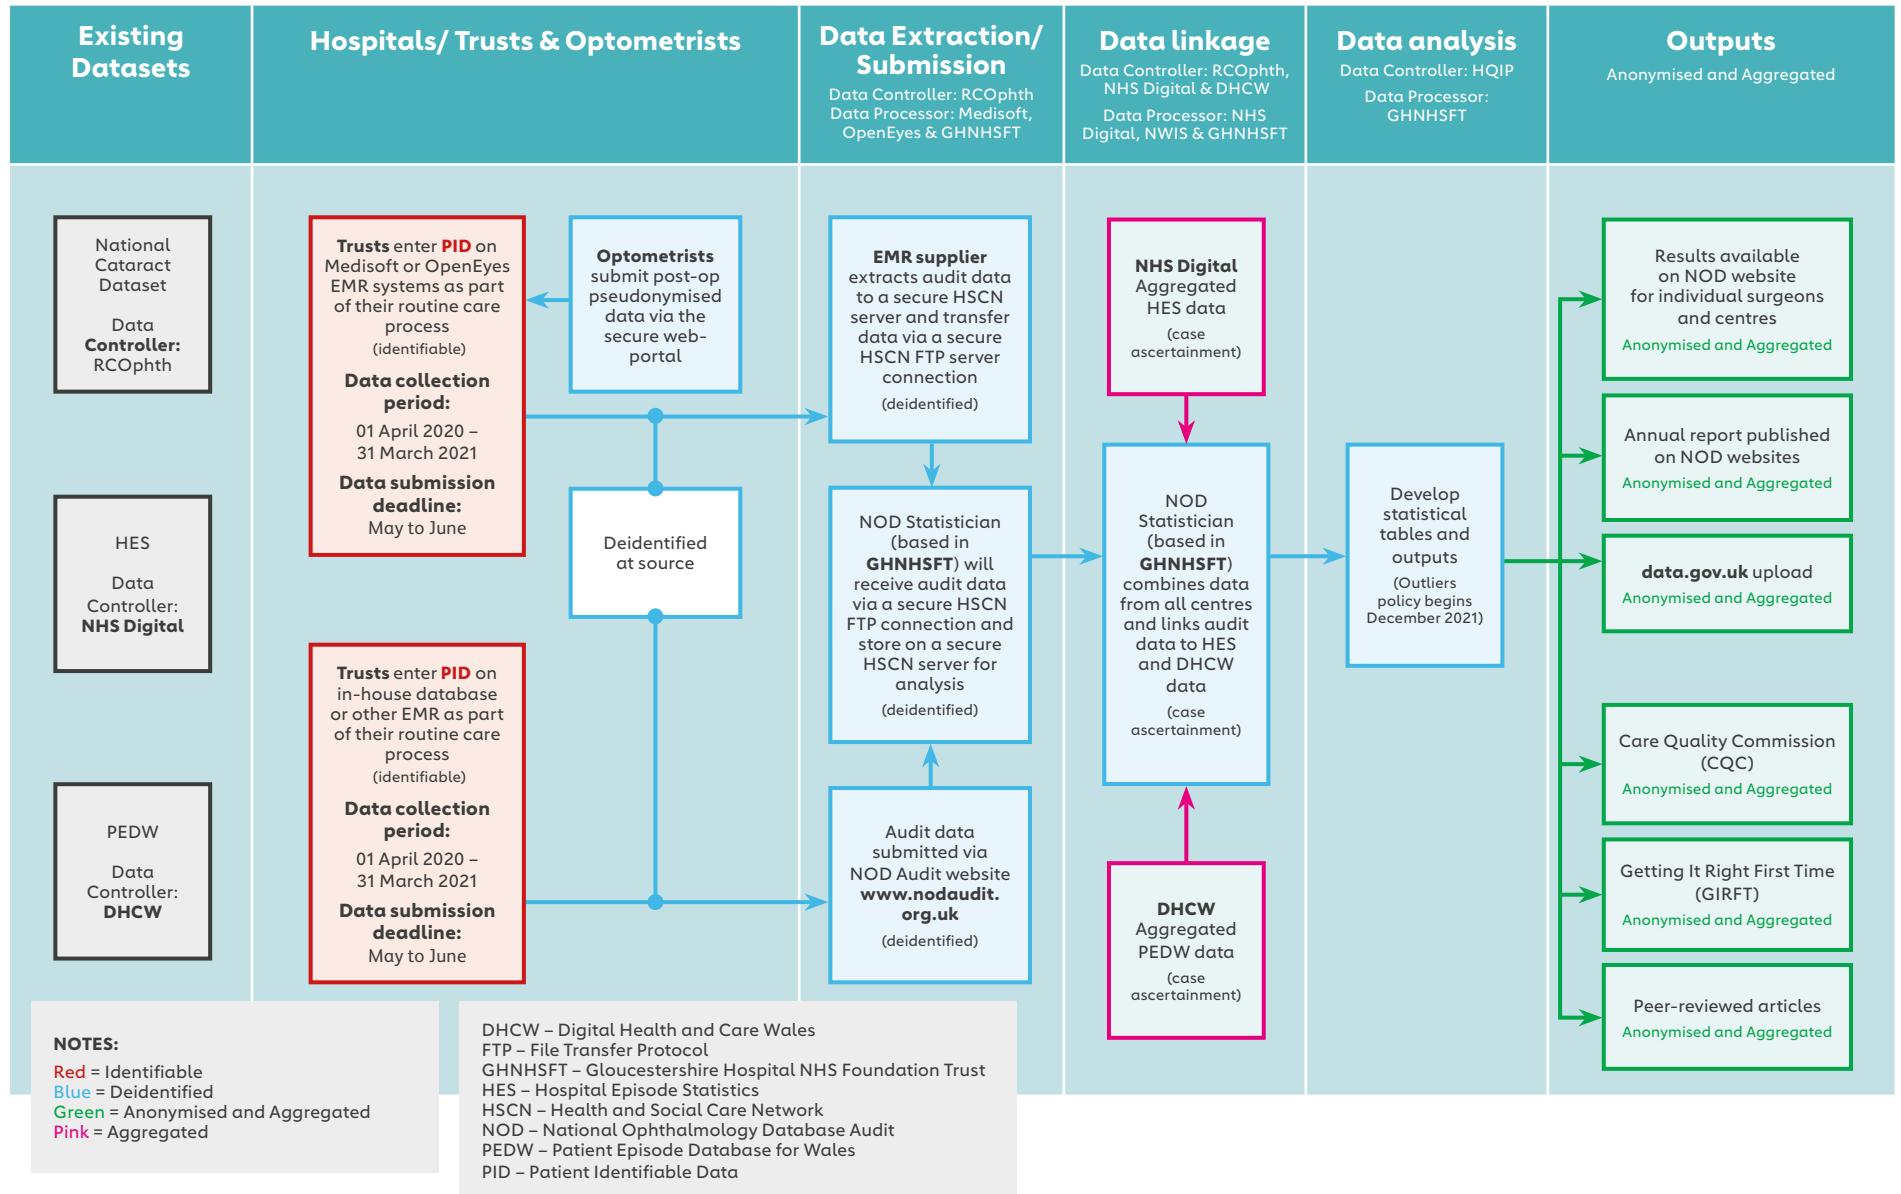 Existing
Datasets
Hospitals/ Trusts & Optometrists
Data Extraction/
Submission
Data Controller: RCOphth
Data Processor: Medisoft,
OpenEyes & GHNHSFT
Data linkage
Data Controller: RCOphth,
NHS Digital & DHCW
Data Processor: NHS
Digital, NWIS & GHNHSFT
Data analysis
Data Controller: HQIP
Data Processor:
GHNHSFT
Outputs
Anonymised and Aggregated
National
Cataract
Dataset
Data
Controller:
RCOphth
HES
Data
Controller:
NHS Digital
PEDW
Data
Controller:
DHCW
Trusts enter PID on
Medisoft or OpenEyes
EMR systems as part
of their routine care
process
(identifiable)
Data collection
period:
01 April 2020 –
31 March 2021
Data submission
deadline:
May to June
Trusts enter PID on
in-house database
or other EMR as part
of their routine care
process
(identifiable)
Data collection
period:
01 April 2020 –
31 March 2021
Data submission
deadline:
May to June
Optometrists
submit post-op
pseudonymised
data via the
secure web-
portal
Deidentified
at source
EMR supplier
extracts audit data
to a secure HSCN
server and transfer
data via a secure
HSCN FTP server
connection
(deidentified)
NOD Statistician
(based in
GHNHSFT) will
receive audit data
via a secure HSCN
FTP connection and
store on a secure
HSCN server for
analysis
(deidentified)
Audit data
submitted via
NOD Audit website
www.nodaudit.
org.uk
(deidentified)
NHS Digital
Aggregated
HES data
(case
ascertainment)
NOD
Statistician
(based in
GHNHSFT)
combines data
from all centres
and links audit
data to HES
and DHCW
data
(case
ascertainment)
DHCW
Aggregated
PEDW data
(case
ascertainment)
Develop
statistical
tables and
outputs
(Outliers
policy begins
December 2021)
Results available
on NOD website
for individual surgeons
and centres
Anonymised and Aggregated
Annual report published
on NOD websites
Anonymised and Aggregated
data.gov.uk upload
Anonymised and Aggregated
Care Quality Commission
(CQC)
Anonymised and Aggregated
Getting It Right First Time
(GIRFT)
Anonymised and Aggregated
Peer-reviewed articles
Anonymised and Aggregated
NOTES:
Red = Identifiable
Blue = Deidentified
Green = Anonymised and Aggregated
Pink = Aggregated
DHCW – Digital Health and Care Wales
FTP – File Transfer Protocol
GHNHSFT – Gloucestershire Hospital NHS Foundation Trust
HES – Hospital Episode Statistics
HSCN – Health and Social Care Network
NOD – National Ophthalmology Database Audit
PEDW – Patient Episode Database for Wales
PID – Patient Identifiable Data